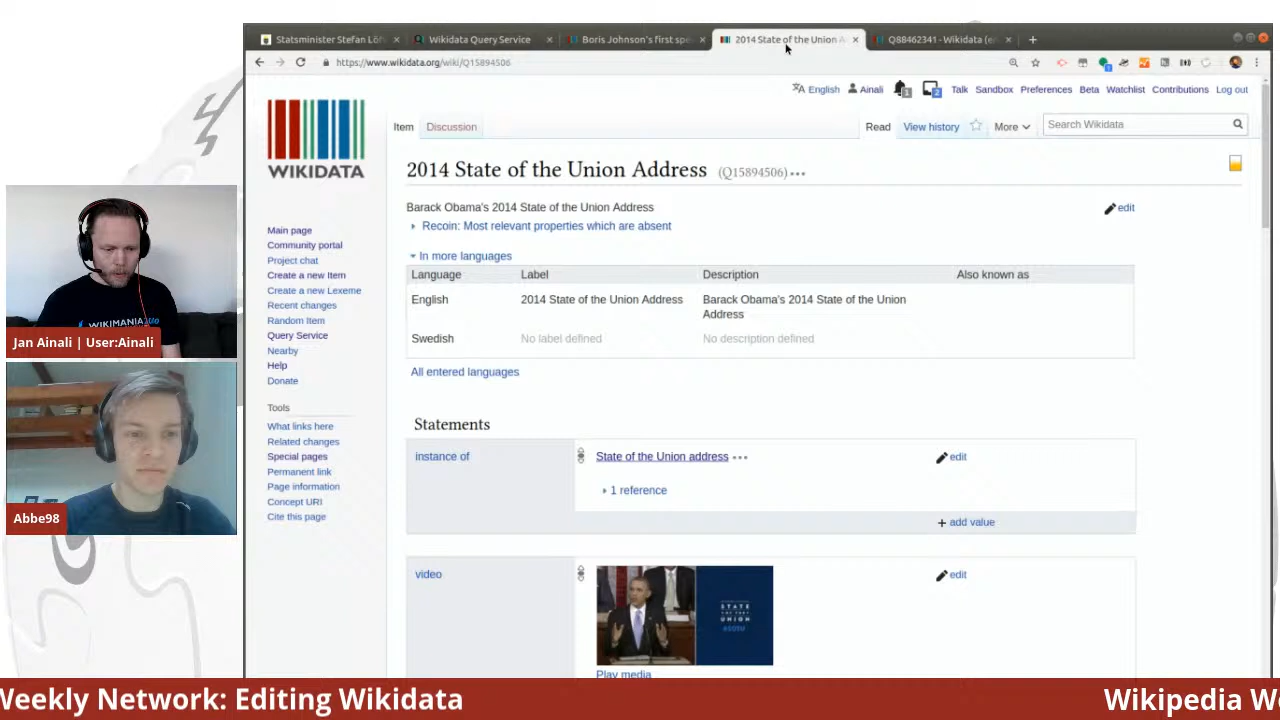 Statsminister Stefan Löf
Wikidata Query Service
Boris Johnson's first spe
2014 State of the Union A
Q88462341 - Wikidata (e
https://www.wikidata.org/wiki/Q15894506
English
Ainali
1
2
Talk
Sandbox
Preferences
Beta
Watchlist
Contributions
Log out
Item
Discussion
Read
View history
More
Search Wikidata
WIKIDATA
2014 State of the Union Address (Q15894506)
Barack Obama's 2014 State of the Union Address
edit
Recoin: Most relevant properties which are absent
In more languages
Language
Label
Description
Also known as
English
2014 State of the Union Address
Barack Obama's 2014 State of the Union
Address
Swedish
No label defined
No description defined
All entered languages
Statements
instance of
State of the Union address
edit
1 reference
+ add value
video
edit
STATE
UNION
Play media
Main page
Community portal
Project chat
Create a new Item
Create a new Lexeme
Recent changes
Random Item
Query Service
Nearby
Help
Donate
Tools
What links here
Related changes
Special pages
Permanent link
Page information
Concept URI
Cite this page
WIKIMANIA
Jan Ainali | User:Ainali
Abbe98
Weekly Network: Editing Wikidata
Wikipedia W